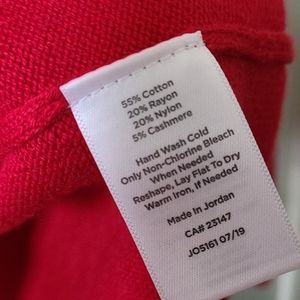 55% Cotton
20% Rayon
20% Nylon
5% Cashmere
Hand Wash Cold
Only Non-Chlorine Bleach
When Needed
Reshape, Lay Flat To Dry
Warm Iron, If Needed
Made In Jordan
CA# 23147
JO5161 07/19